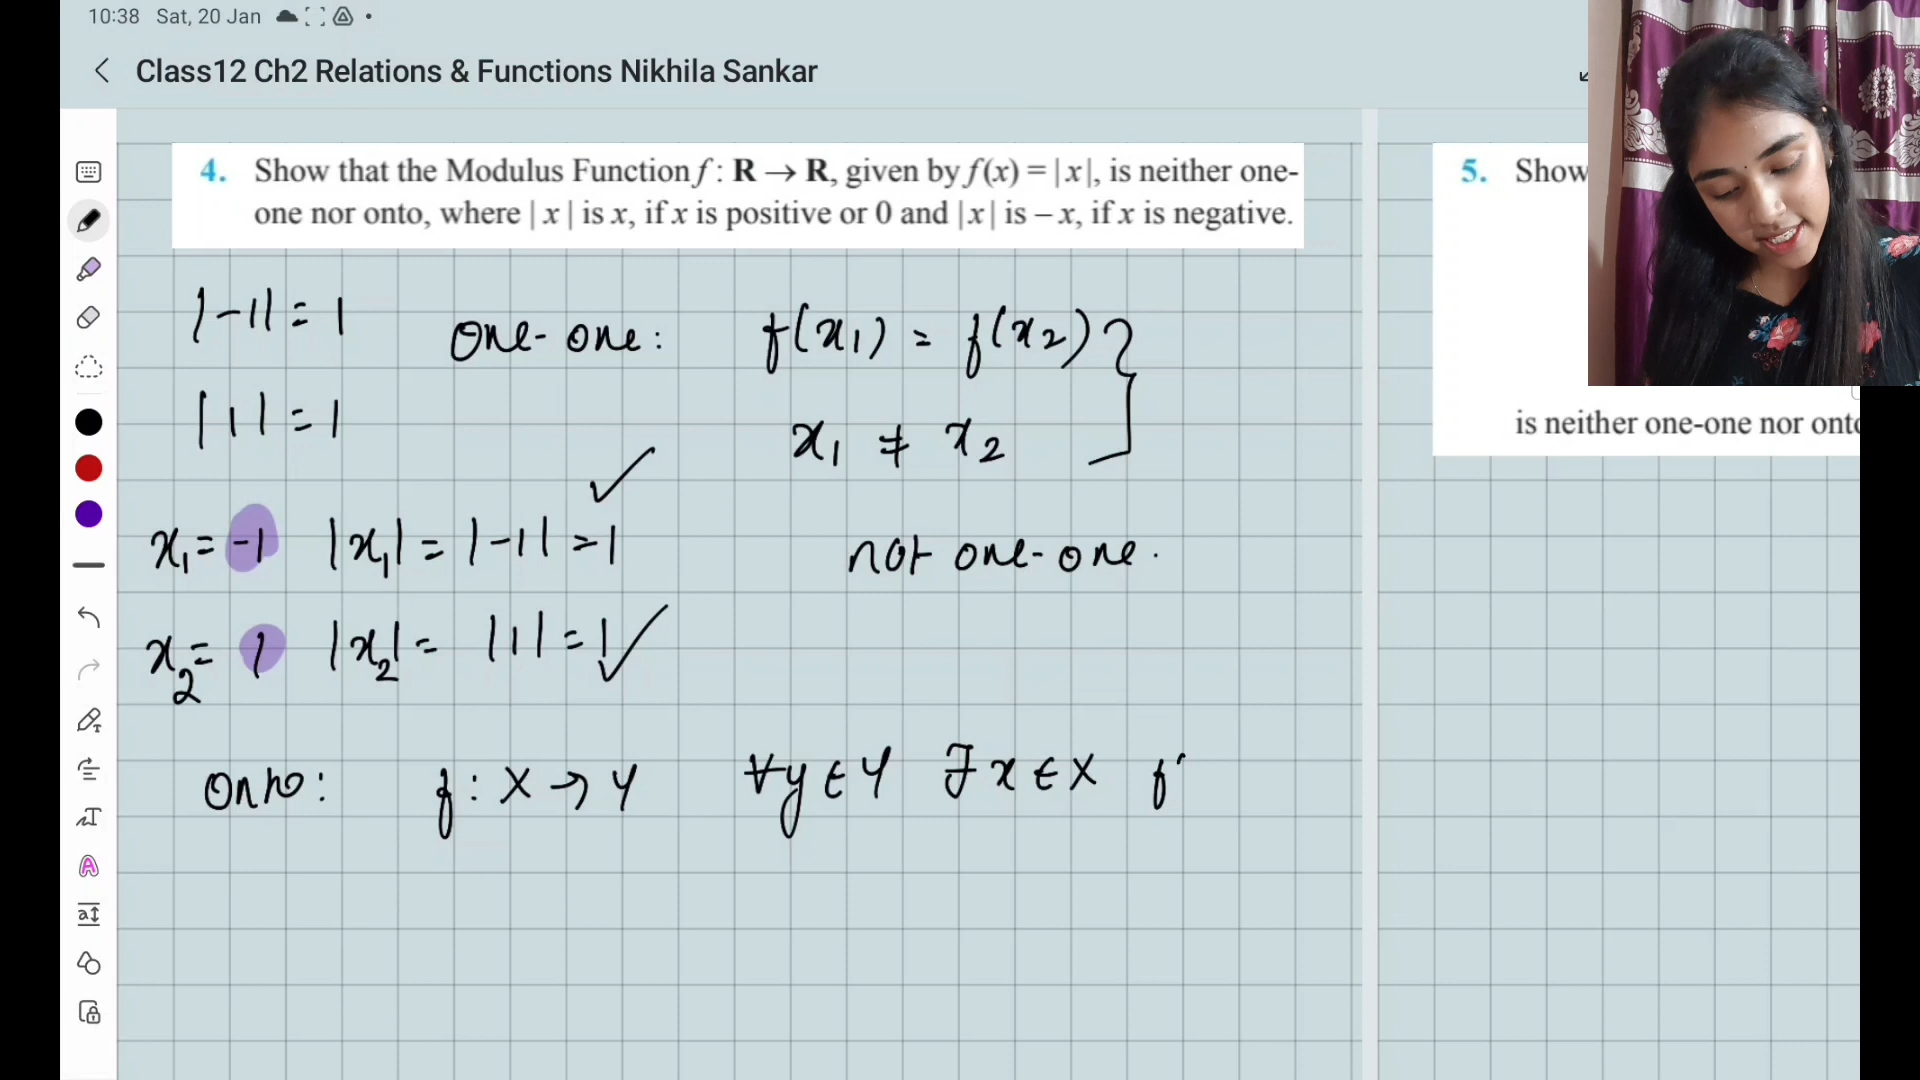 10:38 Sat, 20 Jan
Class12 Ch2 Relations & Functions Nikhila Sankar
4. Show that the Modulus Function f : R → R, given by f(x) = |x|, is neither one-
one nor onto, where |x| is x, if x is positive or 0 and |x| is – x, if x is negative.
|-1| = 1
|1| = 1
One-one: f(x₁) = f(x₂)
x₁ ≠ x₂
x₁ = -1 |x₁| = |-1| = 1
not one-one.
x₂ = 1 |x₂| = |1| = 1
Onto: f : X → Y ∀y ∈ Y ∃ x ∈ X f
5. Show
is neither one-one nor onto